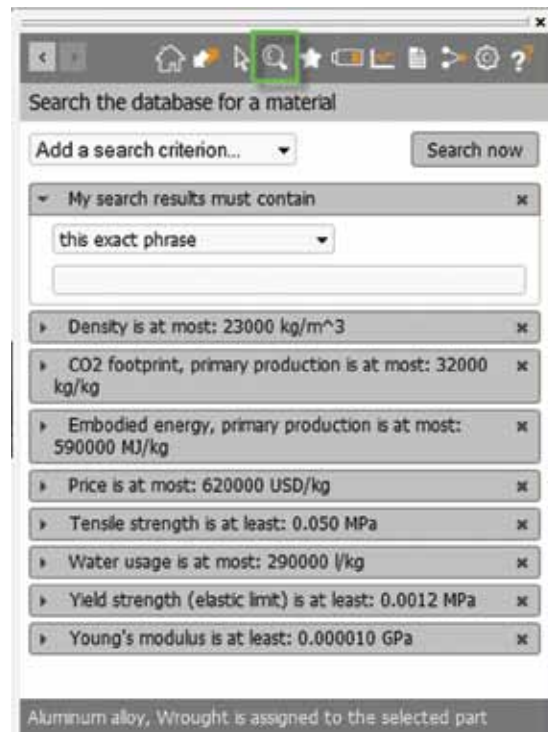 Search the database for a material
Add a search criterion...
Search now
My search results must contain
this exact phrase
Density is at most: 23000 kg/m^3
CO2 footprint, primary production is at most: 32000
kg/kg
Embodied energy, primary production is at most:
590000 MJ/kg
Price is at most: 620000 USD/kg
Tensile strength is at least: 0.050 MPa
Water usage is at most: 290000 l/kg
Yield strength (elastic limit) is at least: 0.0012 MPa
Young's modulus is at least: 0.000010 GPa
Aluminum alloy, Wrought is assigned to the selected part